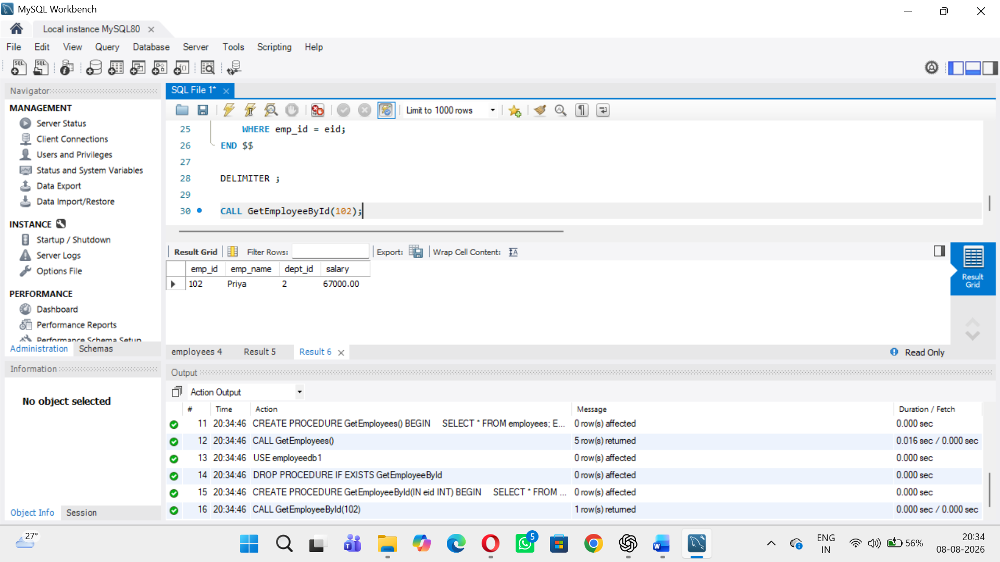 MySQL Workbench
Local instance MySQL80
File Edit View Query Database Server Tools Scripting Help
Navigator
MANAGEMENT
Server Status
Client Connections
Users and Privileges
Status and System Variables
Data Export
Data Import/Restore
INSTANCE
Startup / Shutdown
Server Logs
Options File
PERFORMANCE
Dashboard
Performance Reports
Performance Schema Setup
Administration Schemas
Information
No object selected
Object Info Session
SQL File 1*
Limit to 1000 rows
25 WHERE emp_id = eid;
26 END $$
27
28 DELIMITER ;
29
30 CALL GetEmployeeById(102);
Result Grid Filter Rows: Export: Wrap Cell Content:
emp_id emp_name dept_id salary
102 Priya 2 67000.00
Result
Grid
employees 4 Result 5 Result 6 Read Only
Output
Action Output
# Time Action Message Duration / Fetch
11 20:34:46 CREATE PROCEDURE GetEmployees() BEGIN SELECT * FROM employees; E... 0 row(s) affected 0.000 sec
12 20:34:46 CALL GetEmployees() 5 row(s) returned 0.016 sec / 0.000 sec
13 20:34:46 USE employeedb1 0 row(s) affected 0.000 sec
14 20:34:46 DROP PROCEDURE IF EXISTS GetEmployeeById 0 row(s) affected 0.000 sec
15 20:34:46 CREATE PROCEDURE GetEmployeeById(IN eid INT) BEGIN SELECT * FROM ... 0 row(s) affected 0.000 sec
16 20:34:46 CALL GetEmployeeById(102) 1 row(s) returned 0.000 sec / 0.000 sec
27°
5
ENG
IN
56%
20:34
08-08-2026